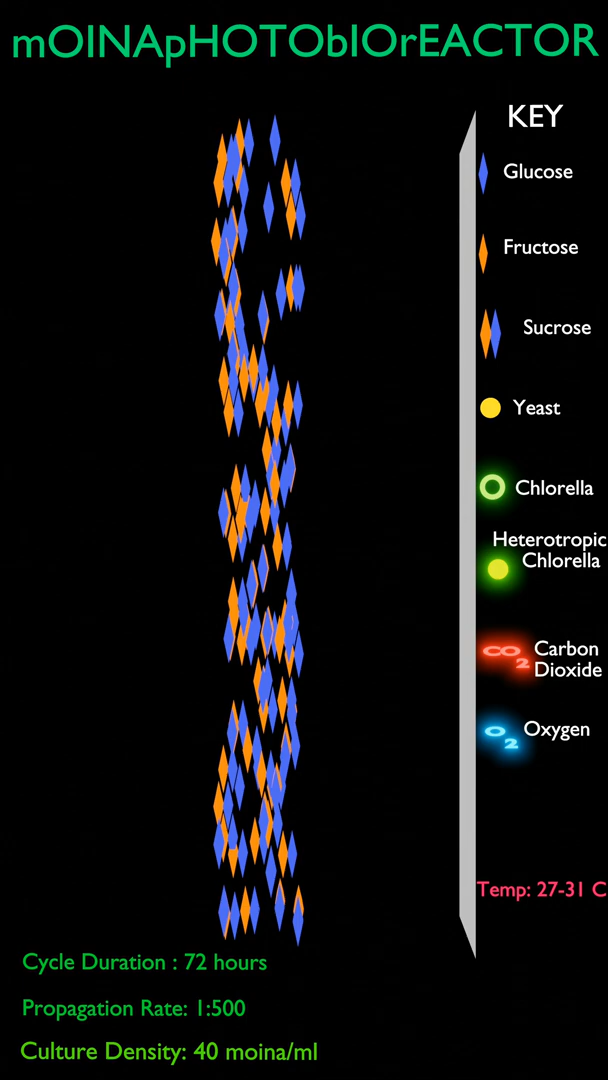 mOINApHOTObIOrEACTOR
KEY
Glucose
Fructose
Sucrose
Yeast
Chlorella
Heterotropic
Chlorella
CO2
Carbon
Dioxide
O2
Oxygen
Temp: 27-31 C
Cycle Duration : 72 hours
Propagation Rate: 1:500
Culture Density: 40 moina/ml